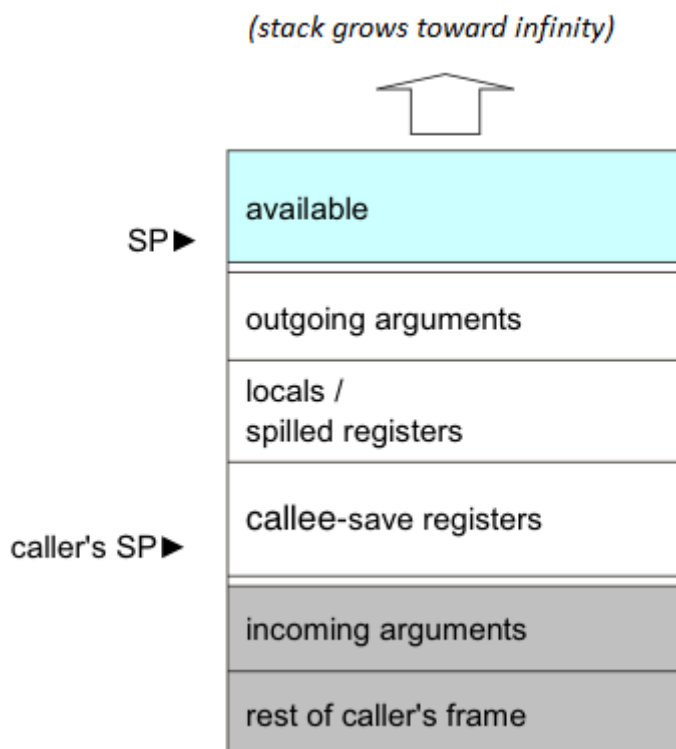 (stack grows toward infinity)
available
SP►
outgoing arguments
locals /
spilled registers
callee-save registers
caller's SP►
incoming arguments
rest of caller's frame